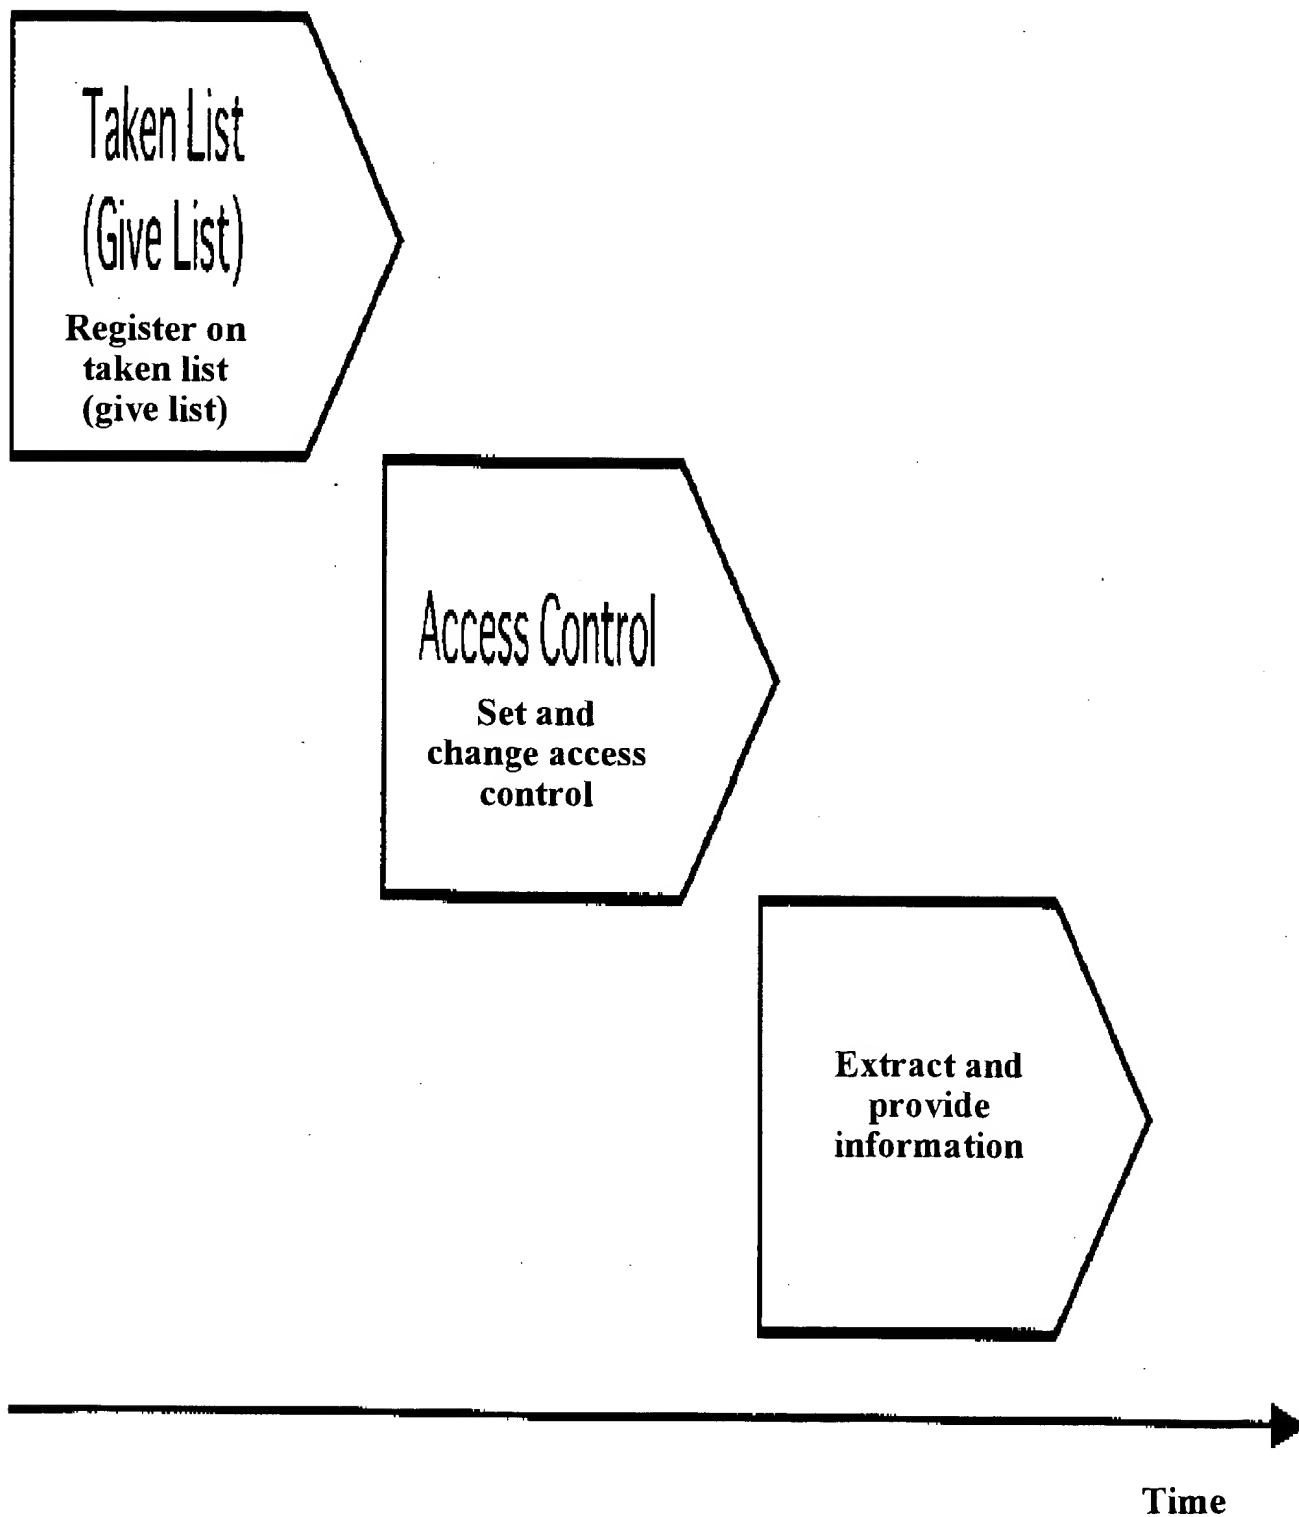 Taken List
(Give List)
Register on
taken list
(give list)
Access Control
Set and
change access
control
Extract and
provide
information
Time